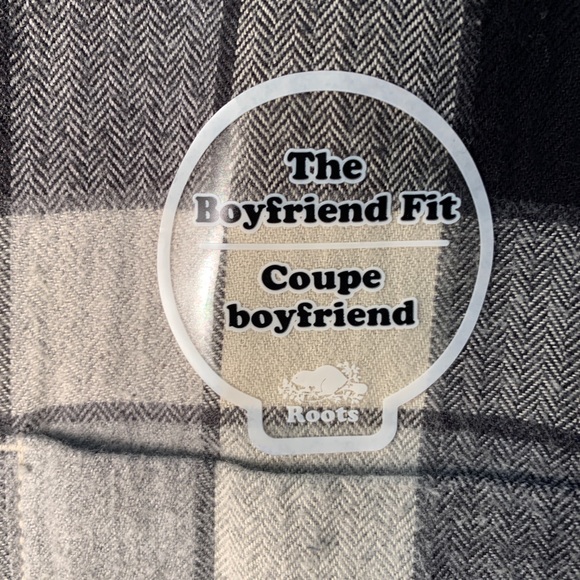 The
Boyfriend Fit
Coupe
boyfriend
Roots